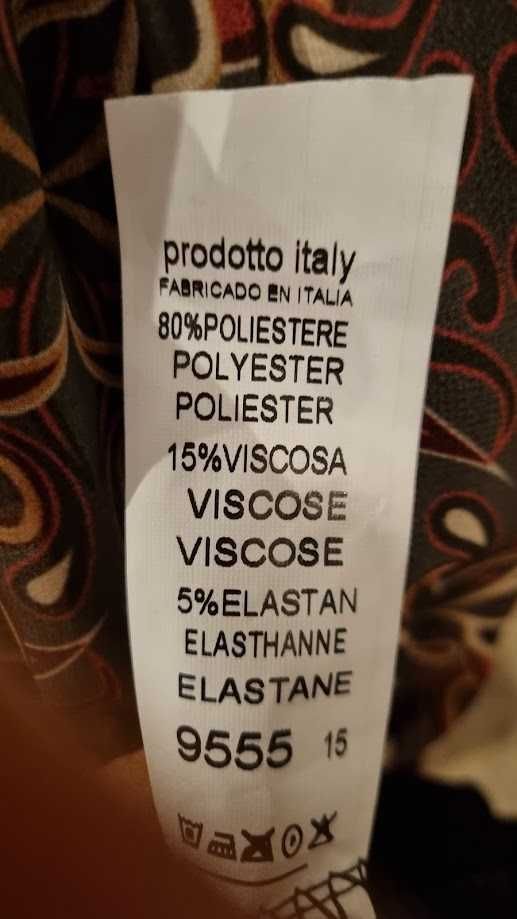 prodotto italy
FABRICADO EN ITALIA
80%POLIESTERE
POLYESTER
POLIESTER
15%VISCOSA
VISCOSE
VISCOSE
5%ELASTAN
ELASTHANNE
ELASTANE
9555 15